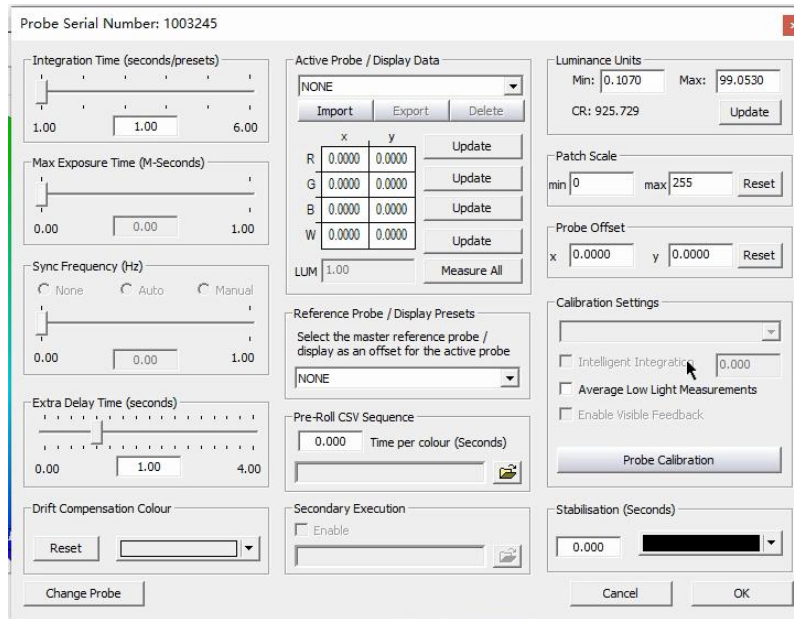 Probe Serial Number: 1003245
Integration Time (seconds/presets)
1.00 1.00 6.00
Max Exposure Time (M-Seconds)
0.00 0.00 1.00
Sync Frequency (Hz)
None Auto Manual
0.00 0.00 1.00
Extra Delay Time (seconds)
0.00 1.00 4.00
Drift Compensation Colour
Reset
Change Probe
Active Probe / Display Data
NONE
Import Export Delete
x y
R 0.0000 0.0000 Update
G 0.0000 0.0000 Update
B 0.0000 0.0000 Update
W 0.0000 0.0000 Update
LUM 1.00 Measure All
Reference Probe / Display Presets
Select the master reference probe /
display as an offset for the active probe
NONE
Pre-Roll CSV Sequence
0.000 Time per colour (Seconds)
Secondary Execution
Enable
Luminance Units
Min: 0.1070 Max: 99.0530
CR: 925.729 Update
Patch Scale
min 0 max 255 Reset
Probe Offset
x 0.0000 y 0.0000 Reset
Calibration Settings
Intelligent Integration 0.000
Average Low Light Measurements
Enable Visible Feedback
Probe Calibration
Stabilisation (Seconds)
0.000
Cancel OK